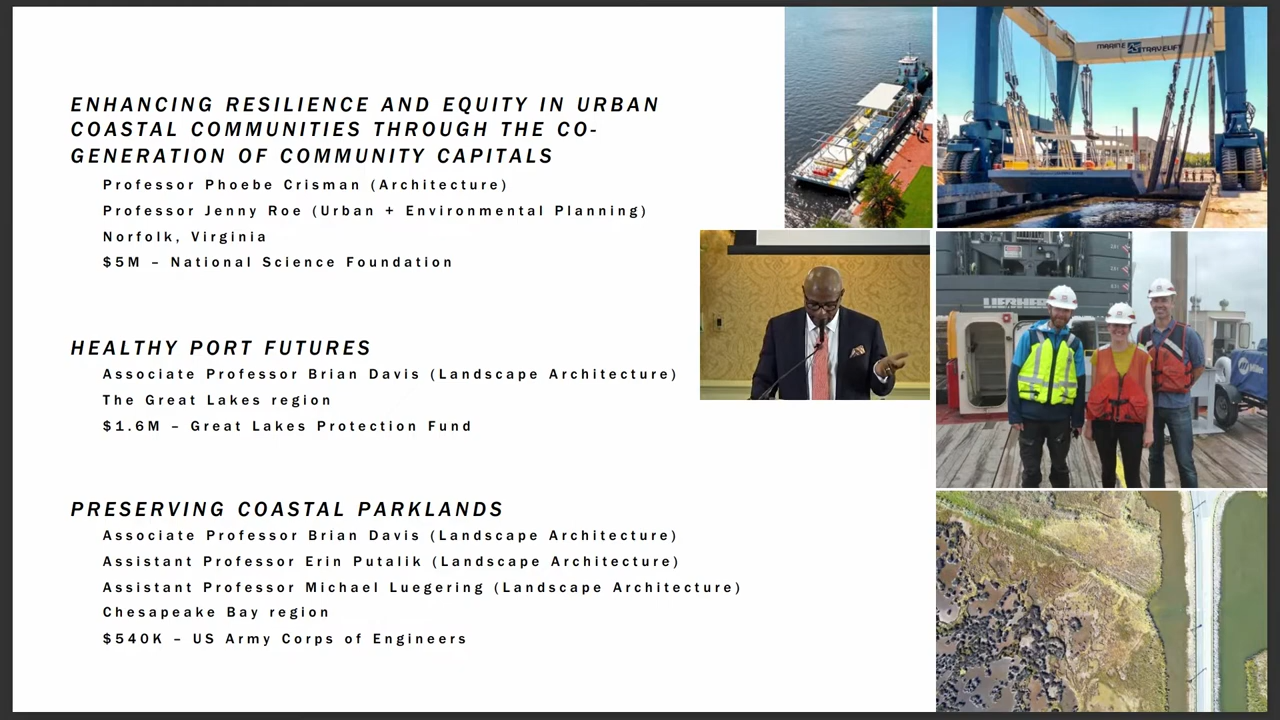 ENHANCING RESILIENCE AND EQUITY IN URBAN
COASTAL COMMUNITIES THROUGH THE CO-
GENERATION OF COMMUNITY CAPITALS
Professor Phoebe Crisman (Architecture)
Professor Jenny Roe (Urban + Environmental Planning)
Norfolk, Virginia
$5M – National Science Foundation
HEALTHY PORT FUTURES
Associate Professor Brian Davis (Landscape Architecture)
The Great Lakes region
$1.6M – Great Lakes Protection Fund
PRESERVING COASTAL PARKLANDS
Associate Professor Brian Davis (Landscape Architecture)
Assistant Professor Erin Putalik (Landscape Architecture)
Assistant Professor Michael Luegering (Landscape Architecture)
Chesapeake Bay region
$540K – US Army Corps of Engineers
MARINE TRAVELIFT
LIEBHERR